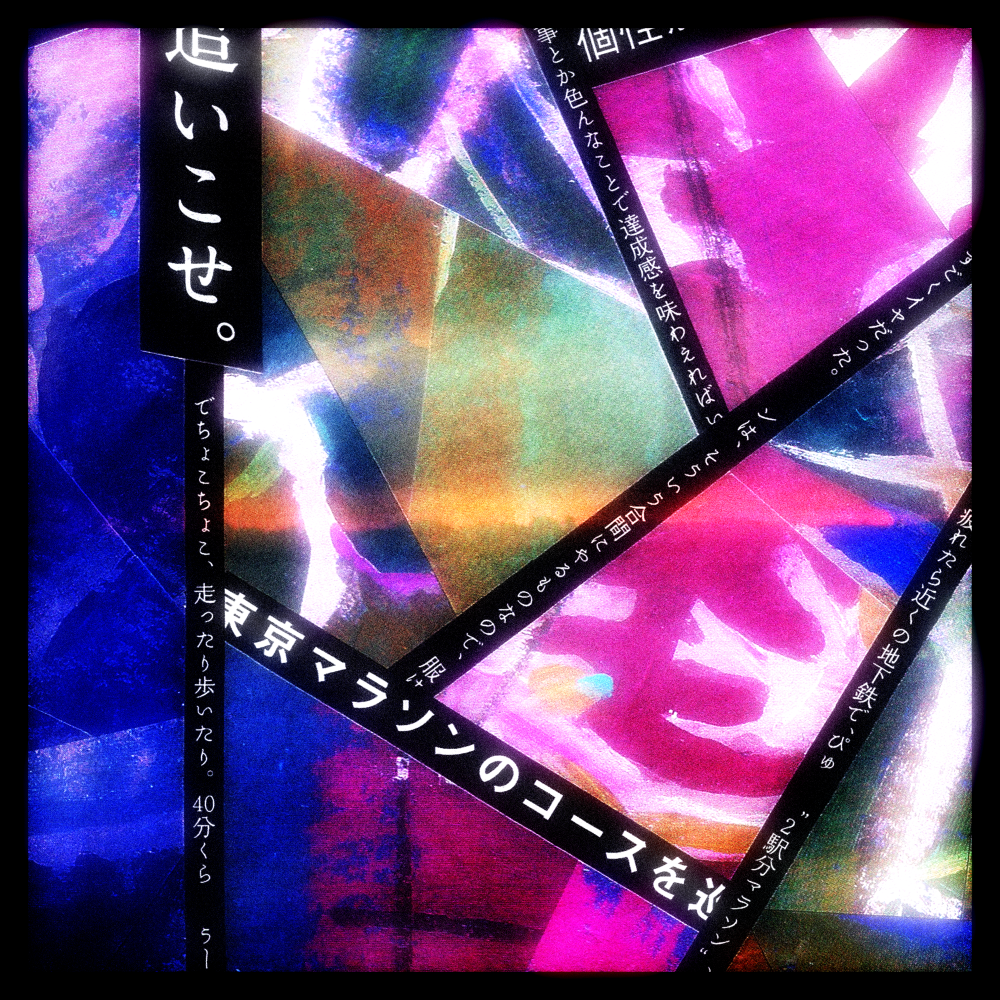 追いこせ。
個性
事とか色んなことで達成感を味わえればい
すごくイヤだった。
ンは、そういう合間にやるものなので、服は
でちょこちょこ、走ったり歩いたり。40分くら
東京マラソンのコースを巡
疲れたら近くの地下鉄で、ぴゅ
〝2駅分マラソン〟、